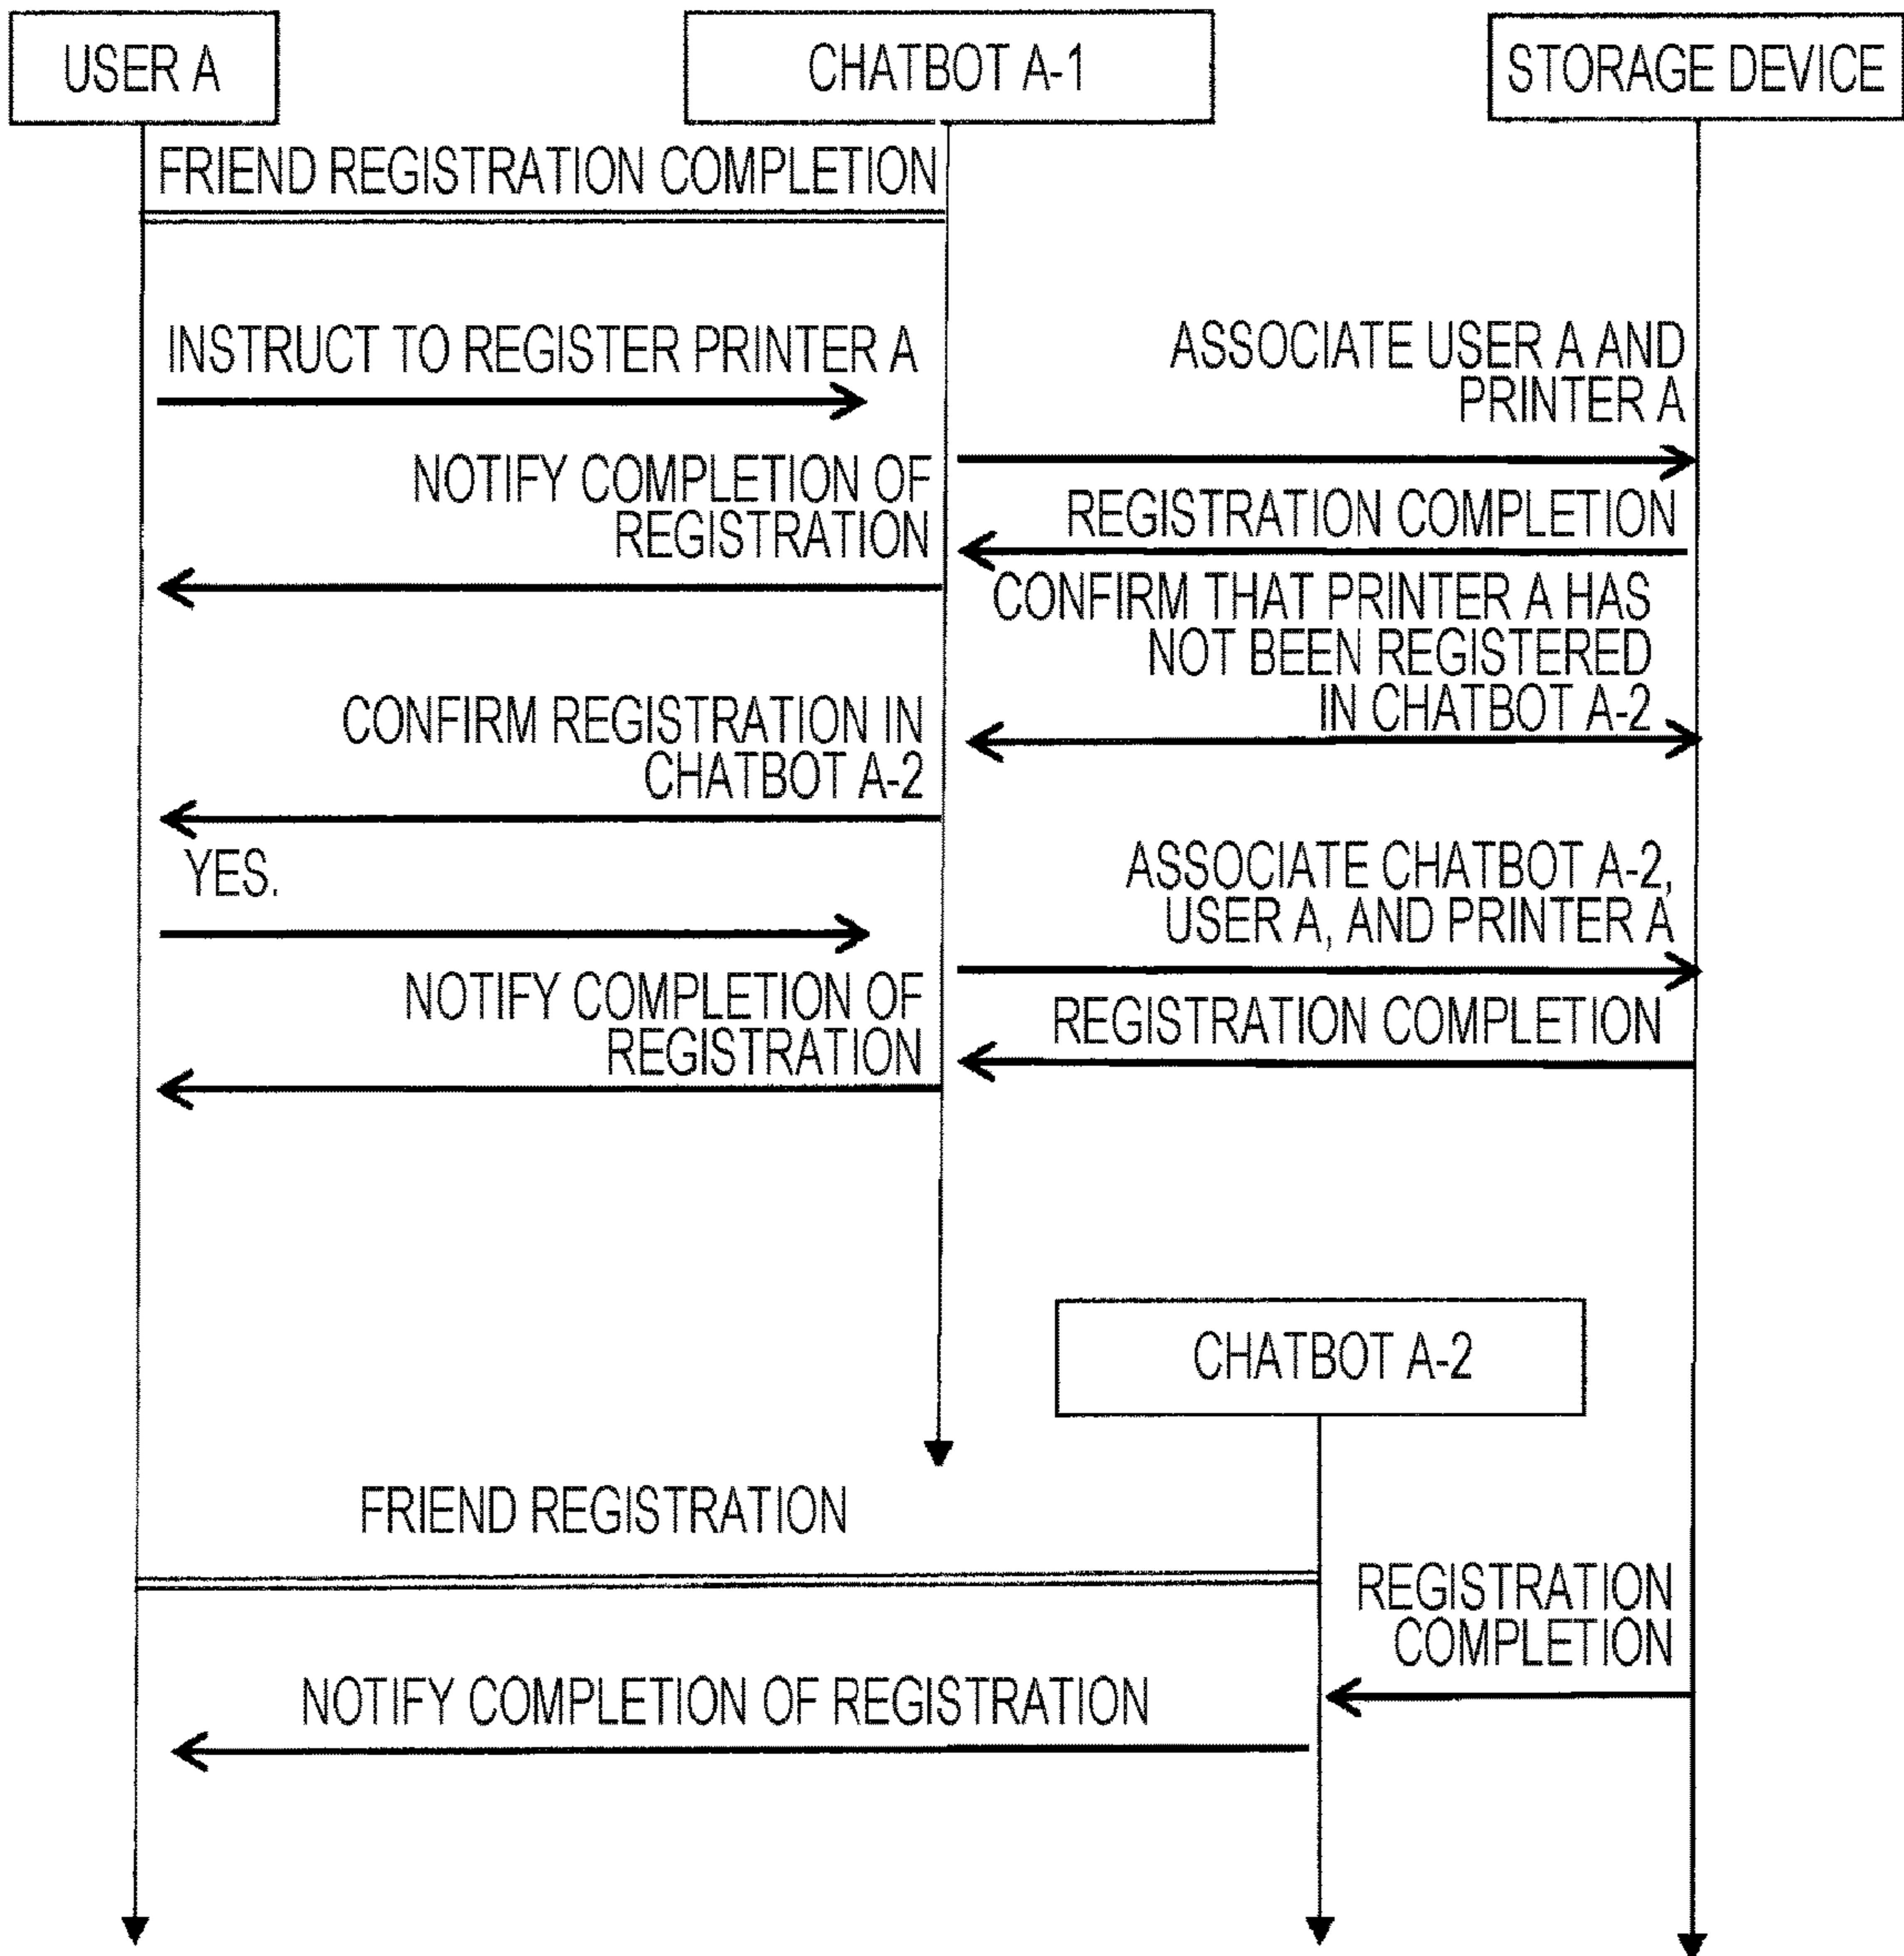 USER A
CHATBOT A-1
STORAGE DEVICE
FRIEND REGISTRATION COMPLETION
INSTRUCT TO REGISTER PRINTER A
ASSOCIATE USER A AND
PRINTER A
NOTIFY COMPLETION OF
REGISTRATION
REGISTRATION COMPLETION
CONFIRM THAT PRINTER A HAS
NOT BEEN REGISTERED
IN CHATBOT A-2
CONFIRM REGISTRATION IN
CHATBOT A-2
YES.
ASSOCIATE CHATBOT A-2,
USER A, AND PRINTER A
NOTIFY COMPLETION OF
REGISTRATION
REGISTRATION COMPLETION
CHATBOT A-2
FRIEND REGISTRATION
REGISTRATION
COMPLETION
NOTIFY COMPLETION OF REGISTRATION